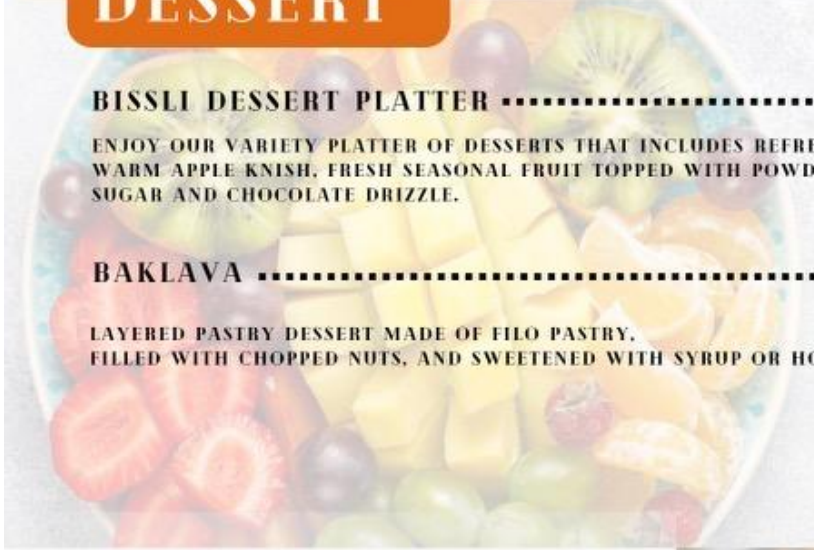 DESSERT
BISSLI DESSERT PLATTER
ENJOY OUR VARIETY PLATTER OF DESSERTS THAT INCLUDES
WARM APPLE KNISH, FRESH SEASONAL FRUIT TOPPED WITH
SUGAR AND CHOCOLATE DRIZZLE.
BAKLAVA
LAYERED PASTRY DESSERT MADE OF FILO PASTRY,
FILLED WITH CHOPPED NUTS, AND SWEETENED WITH SYRUP OR